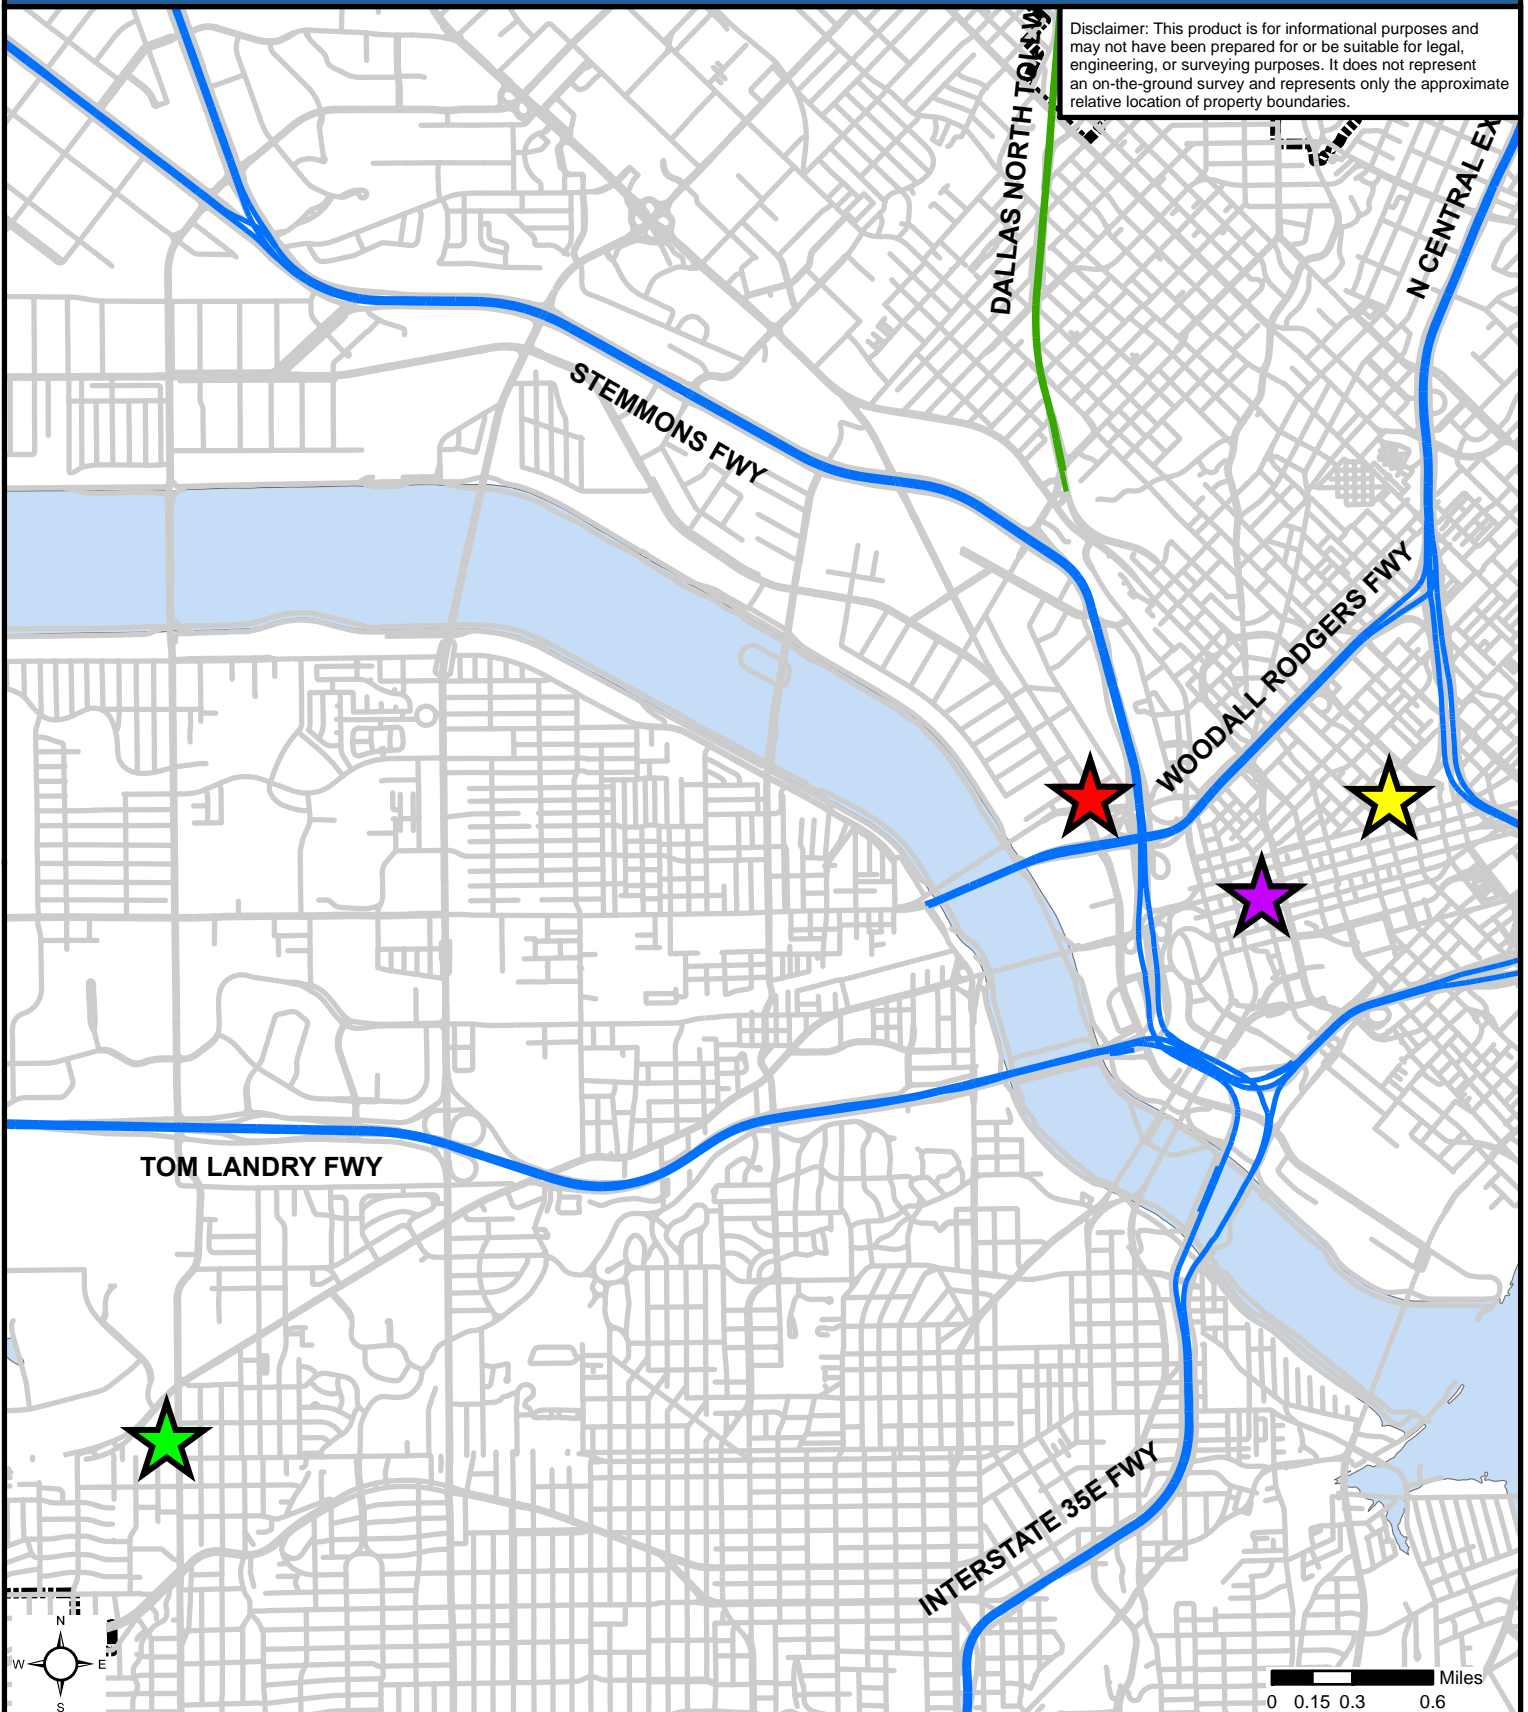 Disclaimer: This product is for informational purposes and
may not have been prepared for or be suitable for legal,
engineering, or surveying purposes. It does not represent
an on-the-ground survey and represents only the approximate
relative location of property boundaries.
DALLAS NORTH
N CENTRAL
STEMMONS FWY
WOODALL RODGERS FWY
TOM LANDRY FWY
INTERSTATE 35E FWY
N
W E
S
Miles
0 0.15 0.3 0.6